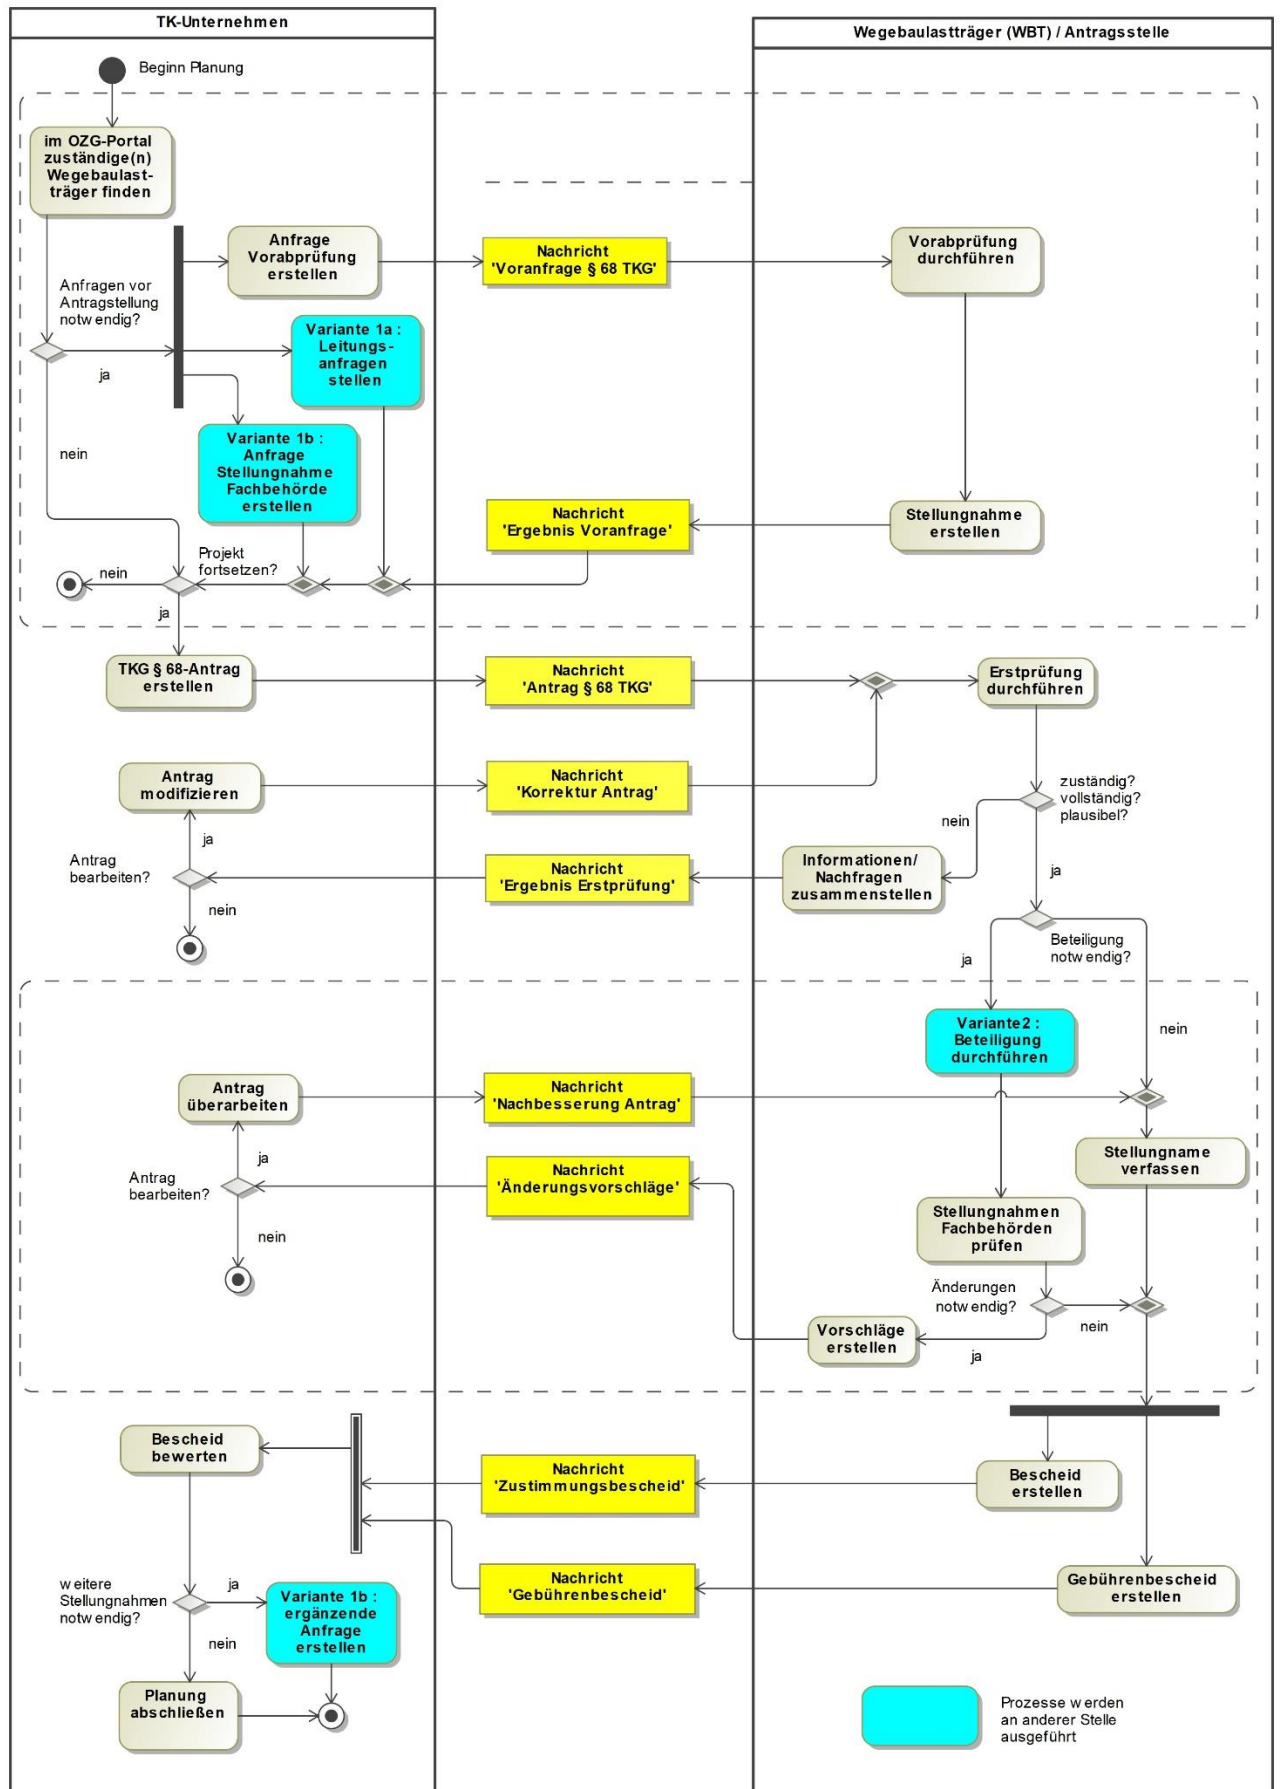 TK-Unternehmen
Wegebaulastträger (WBT) / Antragsstelle
Beginn Planung
im OZG-Portal
zuständige(n)
Wegebaulast-
träger finden
Anfragen vor
Antragstellung
notwendig?
ja
nein
Anfrage
Vorabprüfung
erstellen
Nachricht
'Voranfrage § 68 TKG'
Vorabprüfung
durchführen
Variante 1a :
Leitungs-
anfragen
stellen
Variante 1b :
Anfrage
Stellungnahme
Fachbehörde
erstellen
Nachricht
'Ergebnis Voranfrage'
Stellungnahme
erstellen
Projekt
fortsetzen?
nein
ja
TKG § 68-Antrag
erstellen
Nachricht
'Antrag § 68 TKG'
Erstprüfung
durchführen
Antrag
modifizieren
Nachricht
'Korrektur Antrag'
zuständig?
vollständig?
plausibel?
nein
ja
ja
Antrag
bearbeiten?
nein
Nachricht
'Ergebnis Erstprüfung'
Informationen/
Nachfragen
zusammenstellen
Beteiligung
notwendig?
ja
nein
Variante2 :
Beteiligung
durchführen
Antrag
überarbeiten
Nachricht
'Nachbesserung Antrag'
Stellungname
verfassen
ja
Antrag
bearbeiten?
nein
Nachricht
'Änderungsvorschläge'
Stellungnahmen
Fachbehörden
prüfen
Änderungen
notwendig?
nein
ja
Vorschläge
erstellen
Bescheid
bewerten
Nachricht
'Zustimmungsbescheid'
Bescheid
erstellen
Nachricht
'Gebührenbescheid'
Gebührenbescheid
erstellen
weitere
Stellungnahmen
notwendig?
ja
nein
Variante 1b :
ergänzende
Anfrage
erstellen
Planung
abschließen
Prozesse werden
an anderer Stelle
ausgeführt